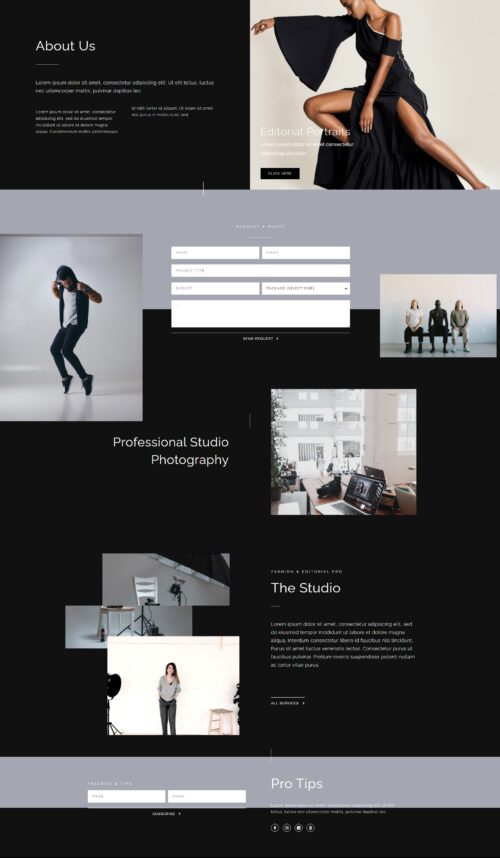 About Us
Lorem ipsum dolor sit amet, consectetur adipiscing elit. Ut elit tellus, luctus
nec ullamcorper mattis, pulvinar dapibus leo.
Lorem ipsum dolor sit amet, consectetur
adipiscing elit, sed do eiusmod tempor
incididunt ut labore et dolore magna
aliqua. Condimentum mattis pellentesque
id nibh tortor id aliquet. Ut etiam sit amet
nisl purus in mollis nunc sed.
Editorial Portraits
Lorem ipsum dolor sit amet consectetur
adipiscing elit dolor
CLICK HERE
REQUEST A QUOTE
NAME
EMAIL
PROJECT TYPE
BUDGET
PACKAGE (SELECT ONE)
SEND REQUEST
Professional Studio
Photography
FASHION & EDITORIAL PRO
The Studio
Lorem ipsum dolor sit amet, consectetur adipiscing elit, sed
do eiusmod tempor incididunt ut labore et dolore magna
aliqua. Interdum consectetur libero id faucibus nisl tincidunt.
Purus sit amet luctus venenatis lectus. Consectetur purus ut
faucibus pulvinar. Pretium viverra suspendisse potenti nullam
ac tortor vitae purus.
ALL SERVICES
FREEBIES & TIPS
NAME
EMAIL
SUBSCRIBE
Pro Tips
Lorem ipsum dolor sit amet, consectetur adipiscing elit. Ut elit
tellus, luctus nec ullamcorper mattis, pulvinar dapibus leo.